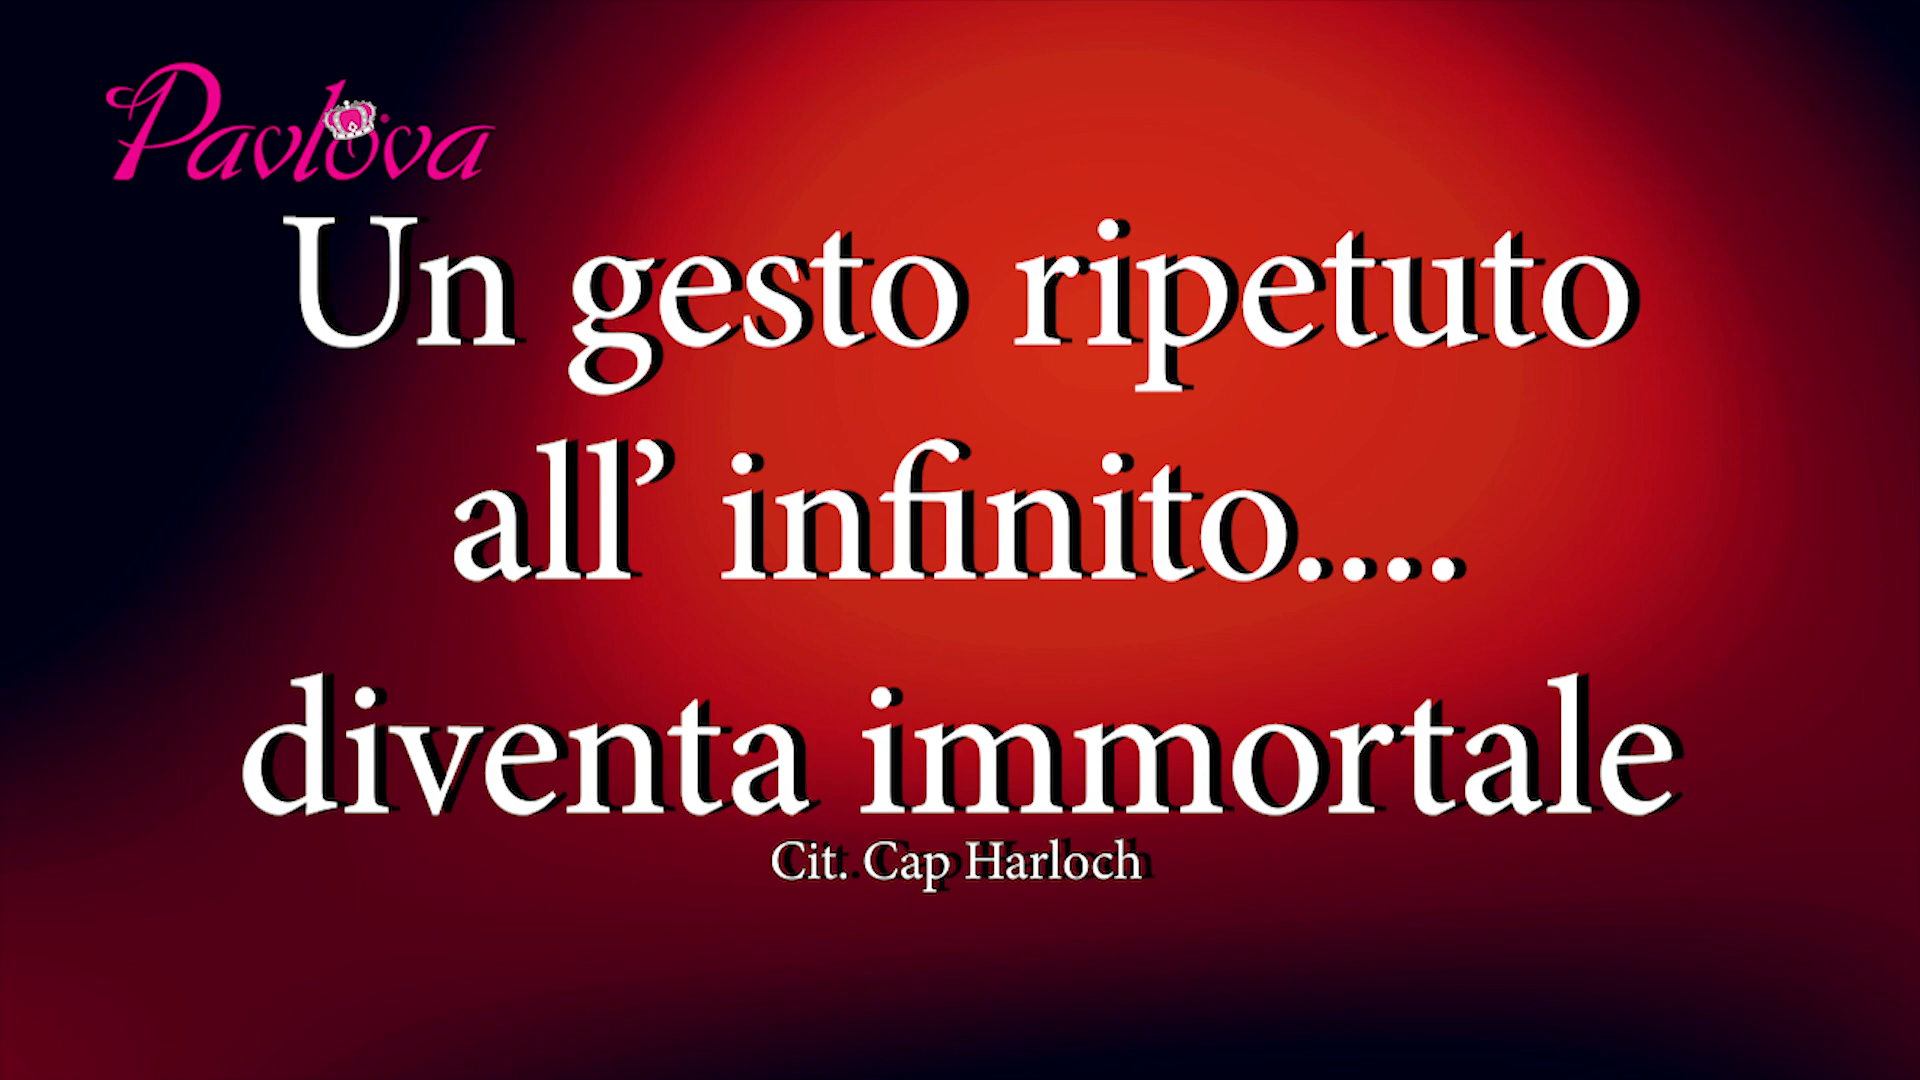 Pavlova
Un gesto ripetuto
all’ infinito....
diventa immortale
Cit. Cap Harloch